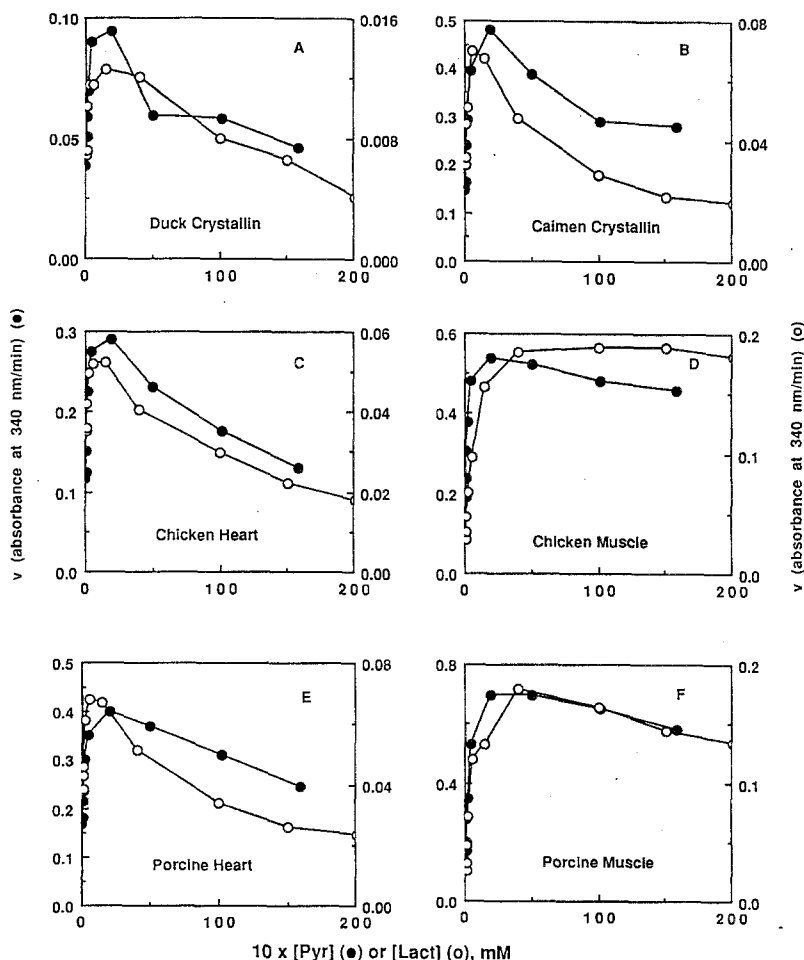 0.10
0.05
0.00
A
Duck Crystallin
0.016
0.008
0.000
0 100 200
0.5
0.4
0.3
0.2
0.1
0.0
B
Caimen Crystallin
0.08
0.04
0.00
0 100 200
v (absorbance at 340 nm/min) (●)
0.3
0.2
0.1
0.0
C
Chicken Heart
0.06
0.04
0.02
0.00
0 100 200
0.6
0.4
0.2
0.0
D
Chicken Muscle
0.2
0.1
0.0
0 100 200
v (absorbance at 340 nm/min) (o)
0.5
0.4
0.3
0.2
0.1
0.0
E
Porcine Heart
0.08
0.04
0.00
0 100 200
0.8
0.4
0.0
F
Porcine Muscle
0.2
0.1
0.0
0 100 200
10 x [Pyr] (●) or [Lact] (o), mM